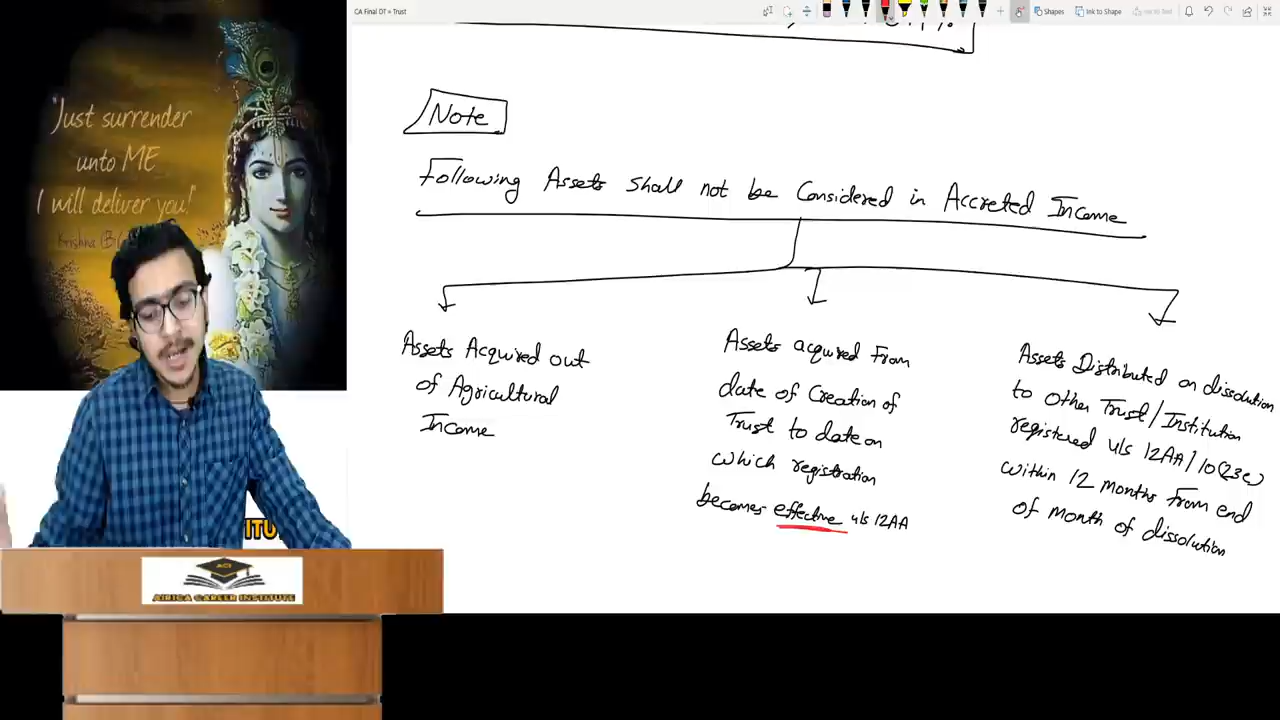 CA Final DT = Trust
Shapes
Ink to Shape
"Just surrender
unto ME
I will deliver you!"
Krishna
Note
Following Assets shall not be Considered in Accreted Income
Assets Acquired out
of Agricultural
Income
Assets acquired From
date of Creation of
Trust to date on
which registration
becomes effective u/s 12AA
Assets Distributed on dissolution
to other Trust/Institution
registered u/s 12AA/10(23c)
within 12 months From end
of month of dissolution
ACI
AIRICA CAREER INSTITUTE